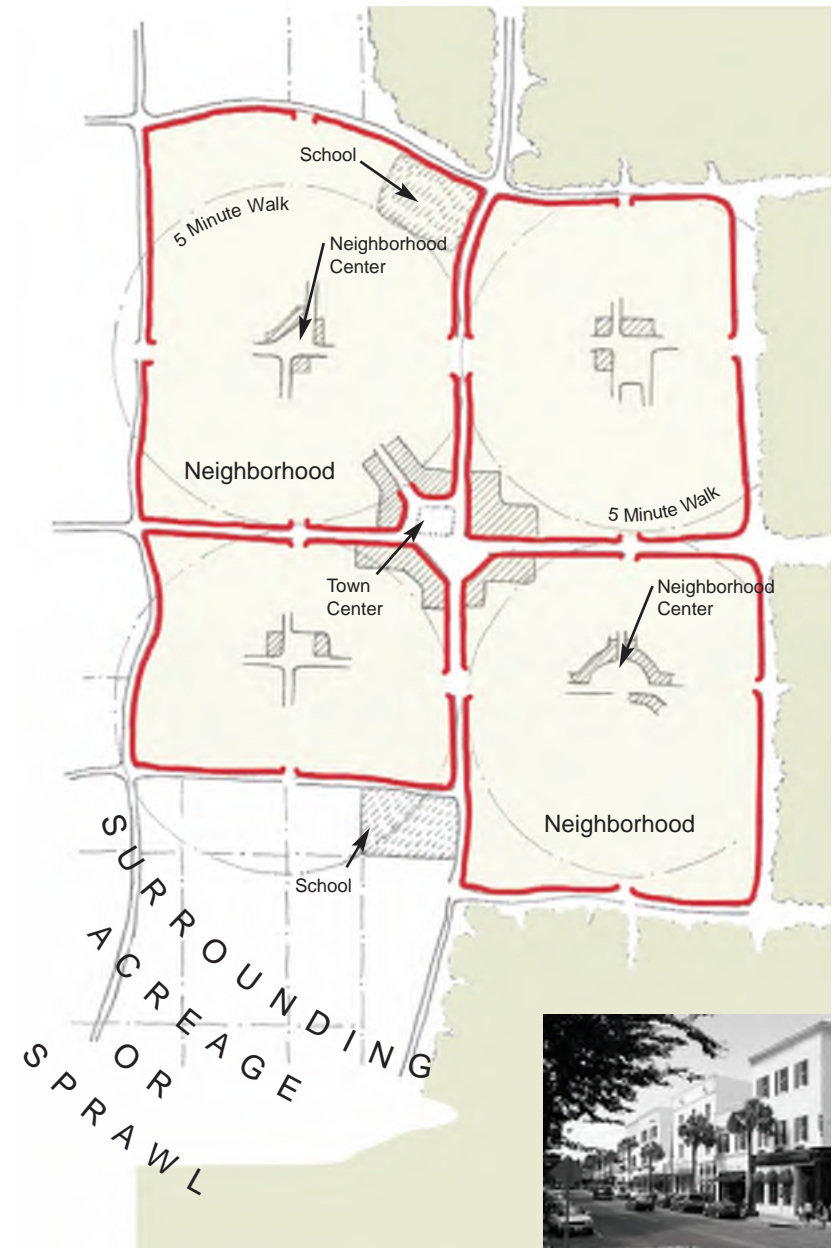 School
5 Minute Walk
Neighborhood
Center
Neighborhood
5 Minute Walk
Town
Center
Neighborhood
Center
Neighborhood
School
SURROUNDING
ACREAGE
OR
SPRAWL